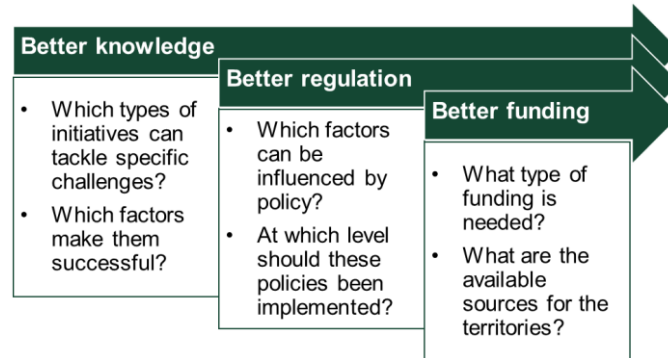 Better knowledge
• Which types of
initiatives can
tackle specific
challenges?
• Which factors
make them
successful?
Better regulation
• Which factors
can be
influenced by
policy?
• At which level
should these
policies been
implemented?
Better funding
• What type of
funding is
needed?
• What are the
available
sources for the
territories?